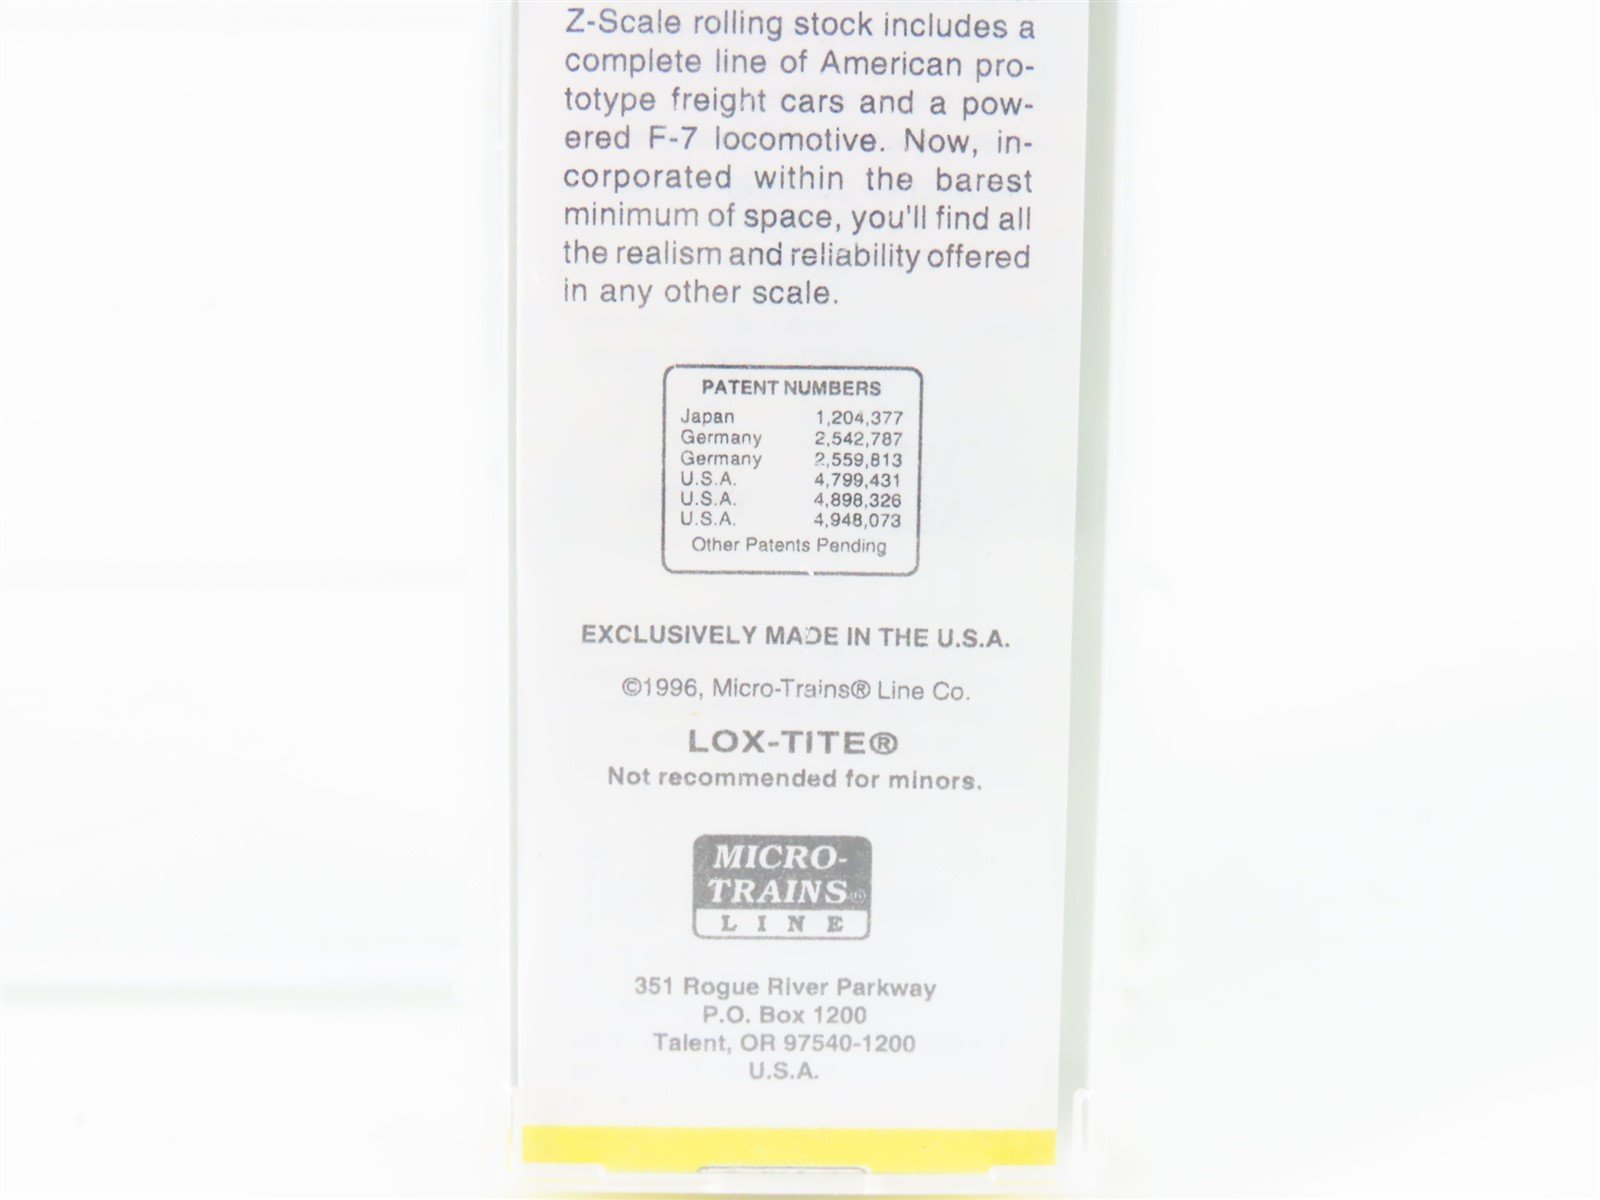 Z-Scale rolling stock includes a
complete line of American pro-
totype freight cars and a pow-
ered F-7 locomotive. Now, in-
corporated within the barest
minimum of space, you'll find all
the realism and reliability offered
in any other scale.
PATENT NUMBERS
Japan 1,204,377
Germany 2,542,787
Germany 2,559,813
U.S.A. 4,799,431
U.S.A. 4,898,326
U.S.A. 4,948,073
Other Patents Pending
EXCLUSIVELY MADE IN THE U.S.A.
©1996, Micro-Trains® Line Co.
LOX-TITE®
Not recommended for minors.
MICRO-
TRAINS®
LINE
351 Rogue River Parkway
P.O. Box 1200
Talent, OR 97540-1200
U.S.A.